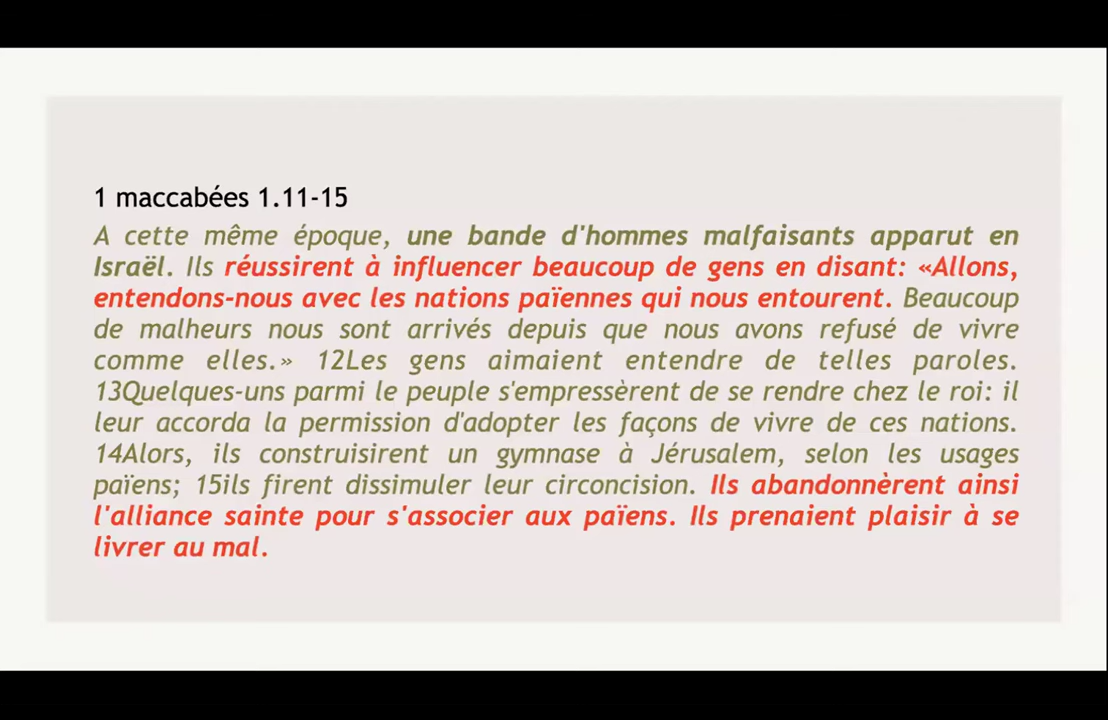 1 maccabées 1.11-15
A cette même époque, une bande d'hommes malfaisants apparut en
Israël. Ils réussirent à influencer beaucoup de gens en disant: «Allons,
entendons-nous avec les nations païennes qui nous entourent. Beaucoup
de malheurs nous sont arrivés depuis que nous avons refusé de vivre
comme elles.» 12Les gens aimaient entendre de telles paroles.
13Quelques-uns parmi le peuple s'empressèrent de se rendre chez le roi: il
leur accorda la permission d'adopter les façons de vivre de ces nations.
14Alors, ils construisirent un gymnase à Jérusalem, selon les usages
païens; 15ils firent dissimuler leur circoncision. Ils abandonnèrent ainsi
l'alliance sainte pour s'associer aux païens. Ils prenaient plaisir à se
livrer au mal.